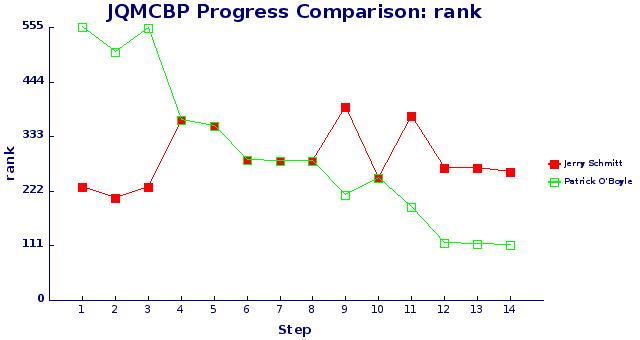 JQMCBP Progress Comparison: rank
555
444
333
222
111
0
rank
1 2 3 4 5 6 7 8 9 10 11 12 13 14
Step
Jerry Schmitt
Patrick O'Boyle